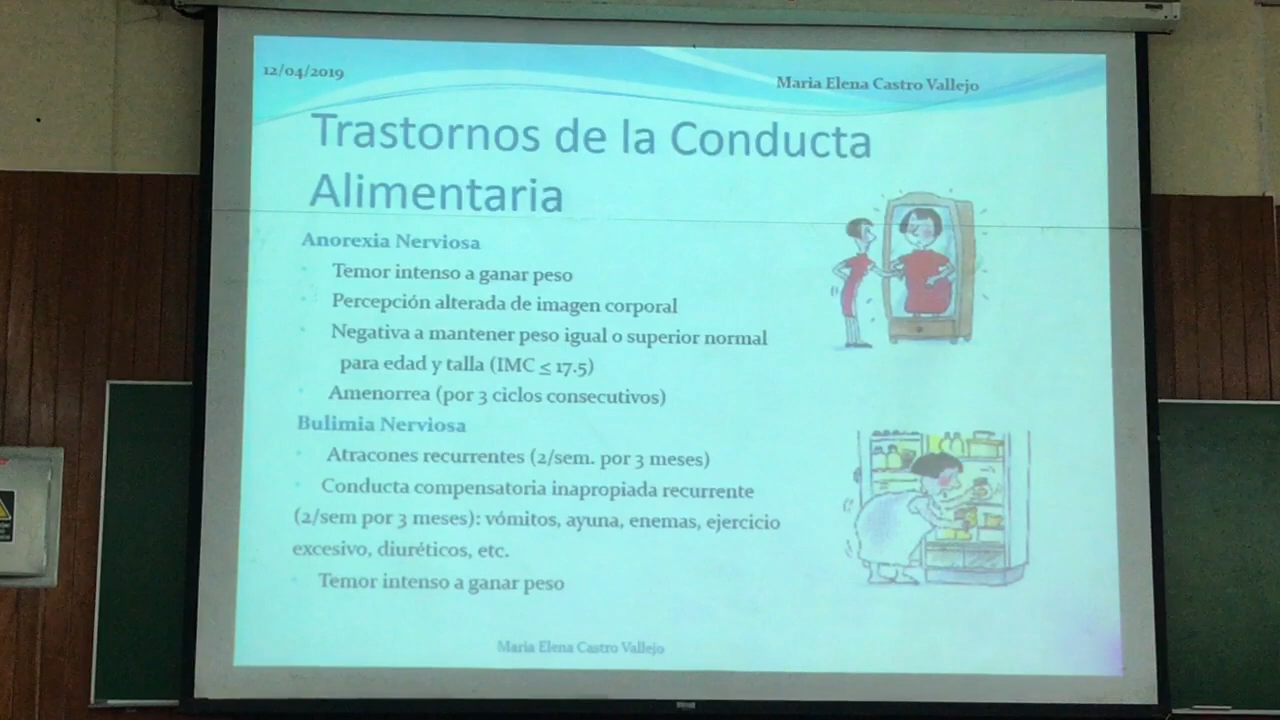 12/04/2019
Maria Elena Castro Vallejo
Trastornos de la Conducta
Alimentaria
Anorexia Nerviosa
Temor intenso a ganar peso
Percepción alterada de imagen corporal
Negativa a mantener peso igual o superior normal
para edad y talla (IMC ≤ 17.5)
Amenorrea (por 3 ciclos consecutivos)
Bulimia Nerviosa
Atracones recurrentes (2/sem. por 3 meses)
Conducta compensatoria inapropiada recurrente
(2/sem por 3 meses): vómitos, ayuna, enemas, ejercicio
excesivo, diuréticos, etc.
Temor intenso a ganar peso
Maria Elena Castro Vallejo